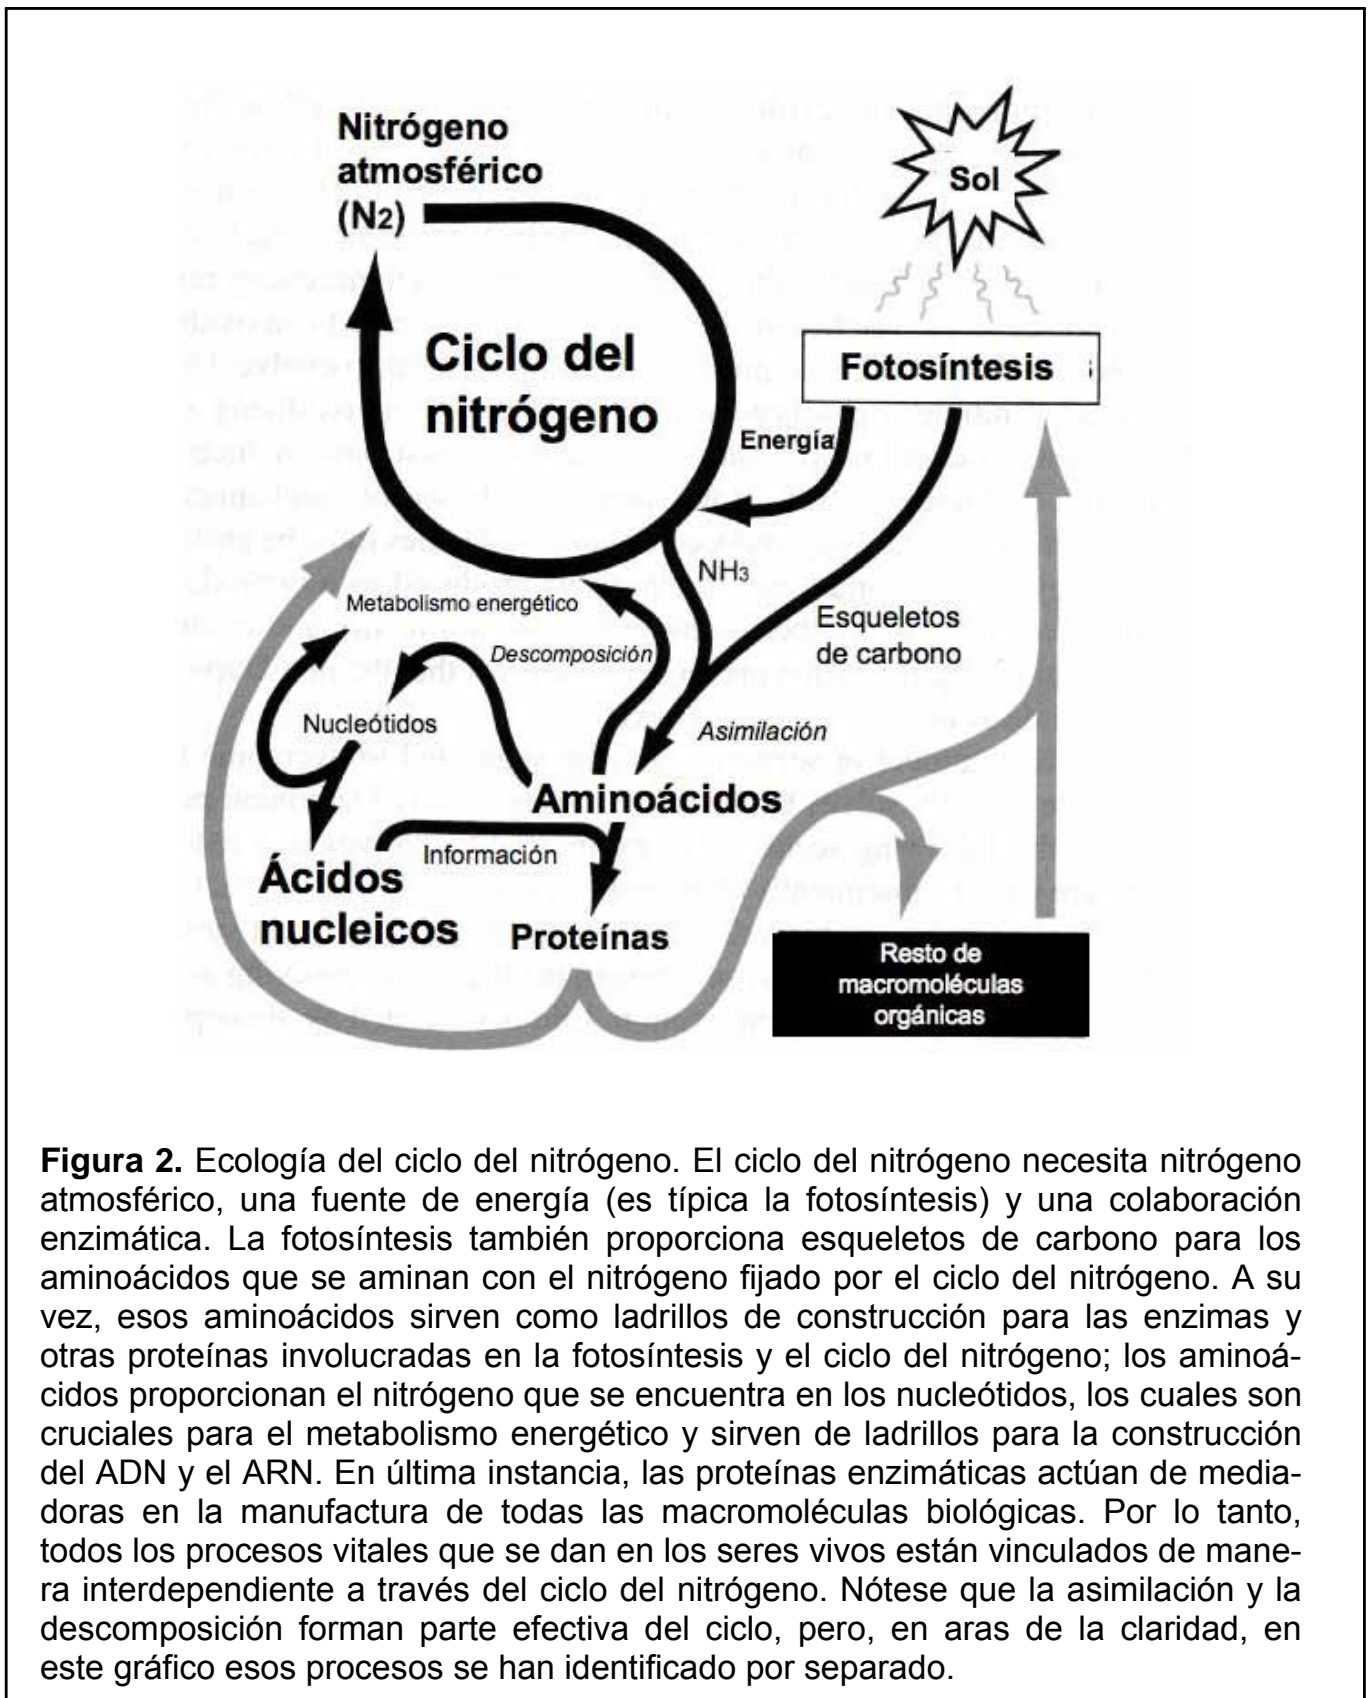 Nitrógeno
atmosférico
(N2)
Sol
Ciclo del
nitrógeno
Fotosíntesis
Energía
NH3
Metabolismo energético
Esqueletos
de carbono
Descomposición
Nucleótidos
Asimilación
Aminoácidos
Información
Ácidos
nucleicos
Proteínas
Resto de
macromoléculas
orgánicas
Figura 2. Ecología del ciclo del nitrógeno. El ciclo del nitrógeno necesita nitrógeno
atmosférico, una fuente de energía (es típica la fotosíntesis) y una colaboración
enzimática. La fotosíntesis también proporciona esqueletos de carbono para los
aminoácidos que se aminan con el nitrógeno fijado por el ciclo del nitrógeno. A su
vez, esos aminoácidos sirven como ladrillos de construcción para las enzimas y
otras proteínas involucradas en la fotosíntesis y el ciclo del nitrógeno; los aminoá-
cidos proporcionan el nitrógeno que se encuentra en los nucleótidos, los cuales son
cruciales para el metabolismo energético y sirven de ladrillos para la construcción
del ADN y el ARN. En última instancia, las proteínas enzimáticas actúan de media-
doras en la manufactura de todas las macromoléculas biológicas. Por lo tanto,
todos los procesos vitales que se dan en los seres vivos están vinculados de mane-
ra interdependiente a través del ciclo del nitrógeno. Nótese que la asimilación y la
descomposición forman parte efectiva del ciclo, pero, en aras de la claridad, en
este gráfico esos procesos se han identificado por separado.